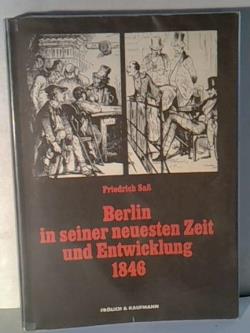 Friedrich Saß
Berlin
in seiner neuesten Zeit
und Entwicklung
1846
FRÖLICH & KAUFMANN